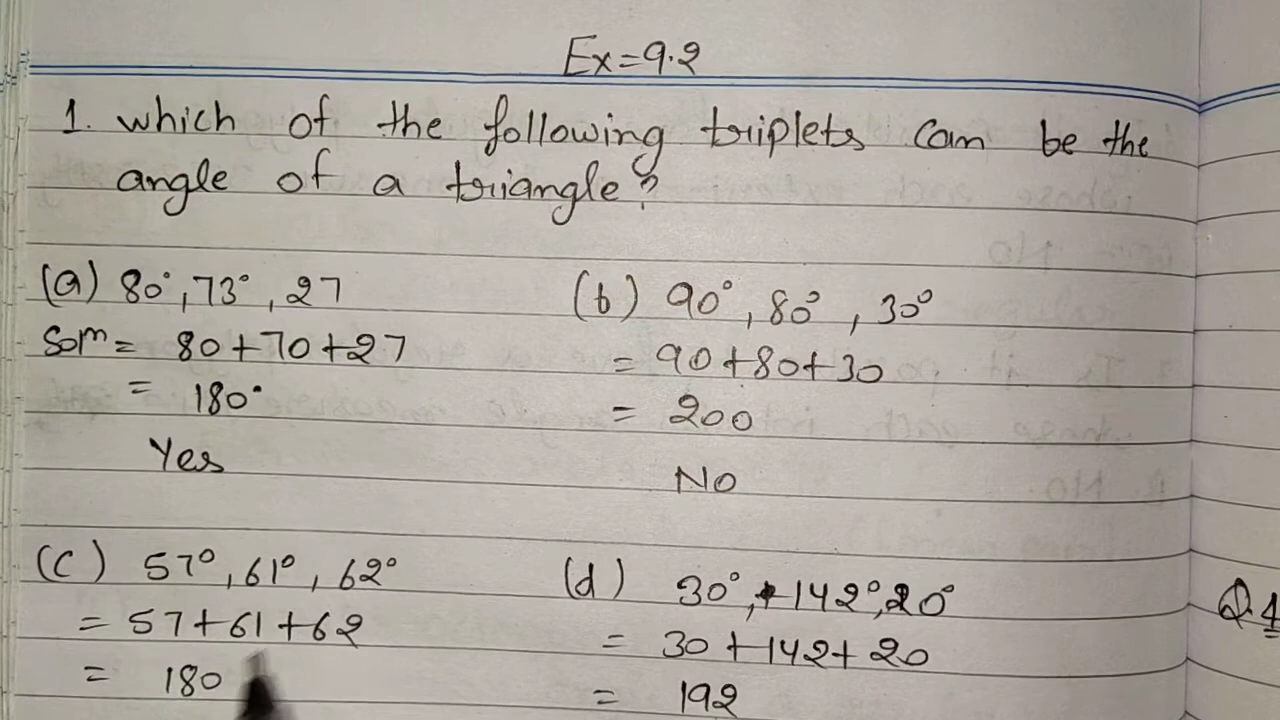 Ex=9.2
1. which of the following triplets can be the
angle of a triangle?
(a) 80°, 73°, 27
Som = 80+70+27
= 180°
Yes
(b) 90°, 80°, 30°
= 90+80+30
= 200
No
(c) 57°, 61°, 62°
= 57+61+62
= 180
(d) 30°, 142°, 20°
= 30+142+20
= 192
Q.1